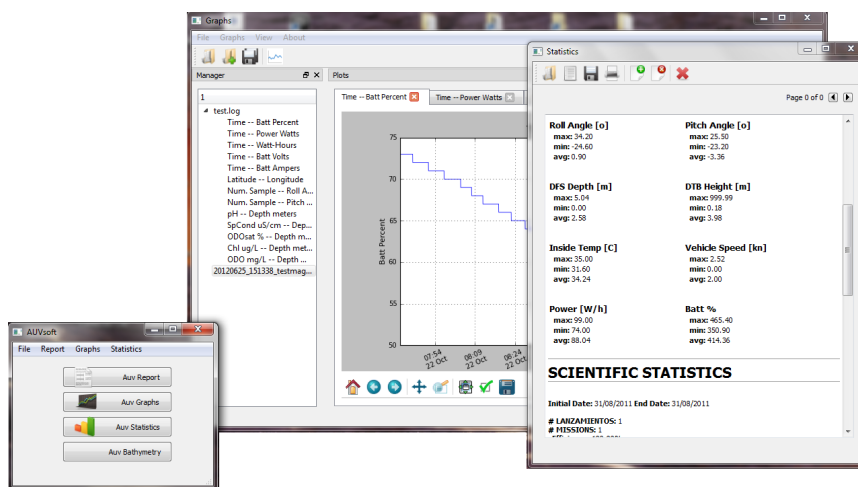 Graphs
File Graphs View About
Manager
1
test.log
Time -- Batt Percent
Time -- Power Watts
Time -- Watt-Hours
Time -- Batt Volts
Time -- Batt Ampers
Latitude -- Longitude
Num. Sample -- Roll A...
Num. Sample -- Pitch ...
pH -- Depth meters
SpCond uS/cm -- Dep...
ODOsat % -- Depth m...
Chl ug/L -- Depth met...
ODO mg/L -- Depth ...
20120625_151338_testmag...
Plots
Time -- Batt Percent Time -- Power Watts
Batt Percent
75
70
65
60
55
50
07:54
22 Oct
08:09
22 Oct
08:24
22 Oct
Statistics
Page 0 of 0
Roll Angle [o] Pitch Angle [o]
max: 34.20 max: 25.50
min: -24.60 min: -23.20
avg: 0.90 avg: -3.36
DFS Depth [m] DTB Height [m]
max: 5.04 max: 999.99
min: 0.00 min: 0.18
avg: 2.58 avg: 3.98
Inside Temp [C] Vehicle Speed [kn]
max: 35.00 max: 2.52
min: 31.60 min: 0.00
avg: 34.24 avg: 2.00
Power [W/h] Batt %
max: 99.00 max: 465.40
min: 74.00 min: 350.90
avg: 88.04 avg: 414.36
SCIENTIFIC STATISTICS
Initial Date: 31/08/2011 End Date: 31/08/2011
# LANZAMIENTOS: 1
# MISSIONS: 1
AUVsoft
File Report Graphs Statistics
Auv Report
Auv Graphs
Auv Statistics
Auv Bathymetry